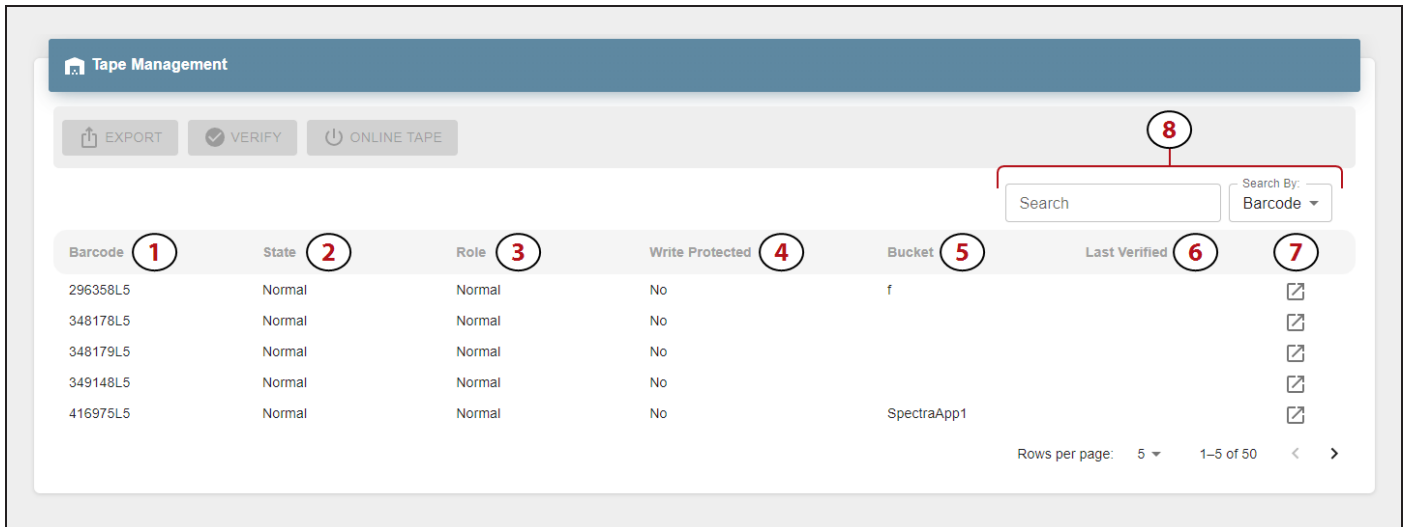 Tape Management
EXPORT VERIFY ONLINE TAPE
8
Search Search By: Barcode
Barcode 1 State 2 Role 3 Write Protected 4 Bucket 5 Last Verified 6 7
296358L5 Normal Normal No f
348178L5 Normal Normal No
348179L5 Normal Normal No
349148L5 Normal Normal No
416975L5 Normal Normal No SpectraApp1
Rows per page: 5 1–5 of 50